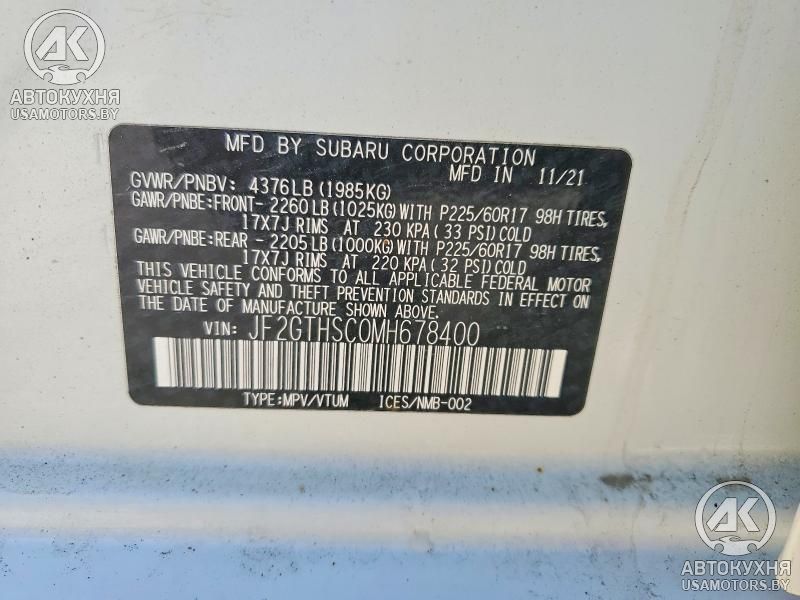 AK
АВТОКУХНЯ
USAMOTORS.BY
MFD BY SUBARU CORPORATION
MFD IN 11/21
GVWR/PNBV: 4376LB(1985KG)
GAWR/PNBE:FRONT- 2260LB(1025KG)WITH P225/60R17 98H TIRES,
17X7J RIMS AT 230 KPA(33 PSI)COLD
GAWR/PNBE:REAR - 2205LB(1000KG)WITH P225/60R17 98H TIRES,
17X7J RIMS AT 220 KPA(32 PSI)COLD
THIS VEHICLE CONFORMS TO ALL APPLICABLE FEDERAL MOTOR
VEHICLE SAFETY AND THEFT PREVENTION STANDARDS IN EFFECT ON
THE DATE OF MANUFACTURE SHOWN ABOVE.
VIN: JF2GTHSC0MH678400
TYPE:MPV/VTUM ICES/NMB-002
AK
АВТОКУХНЯ
USAMOTORS.BY